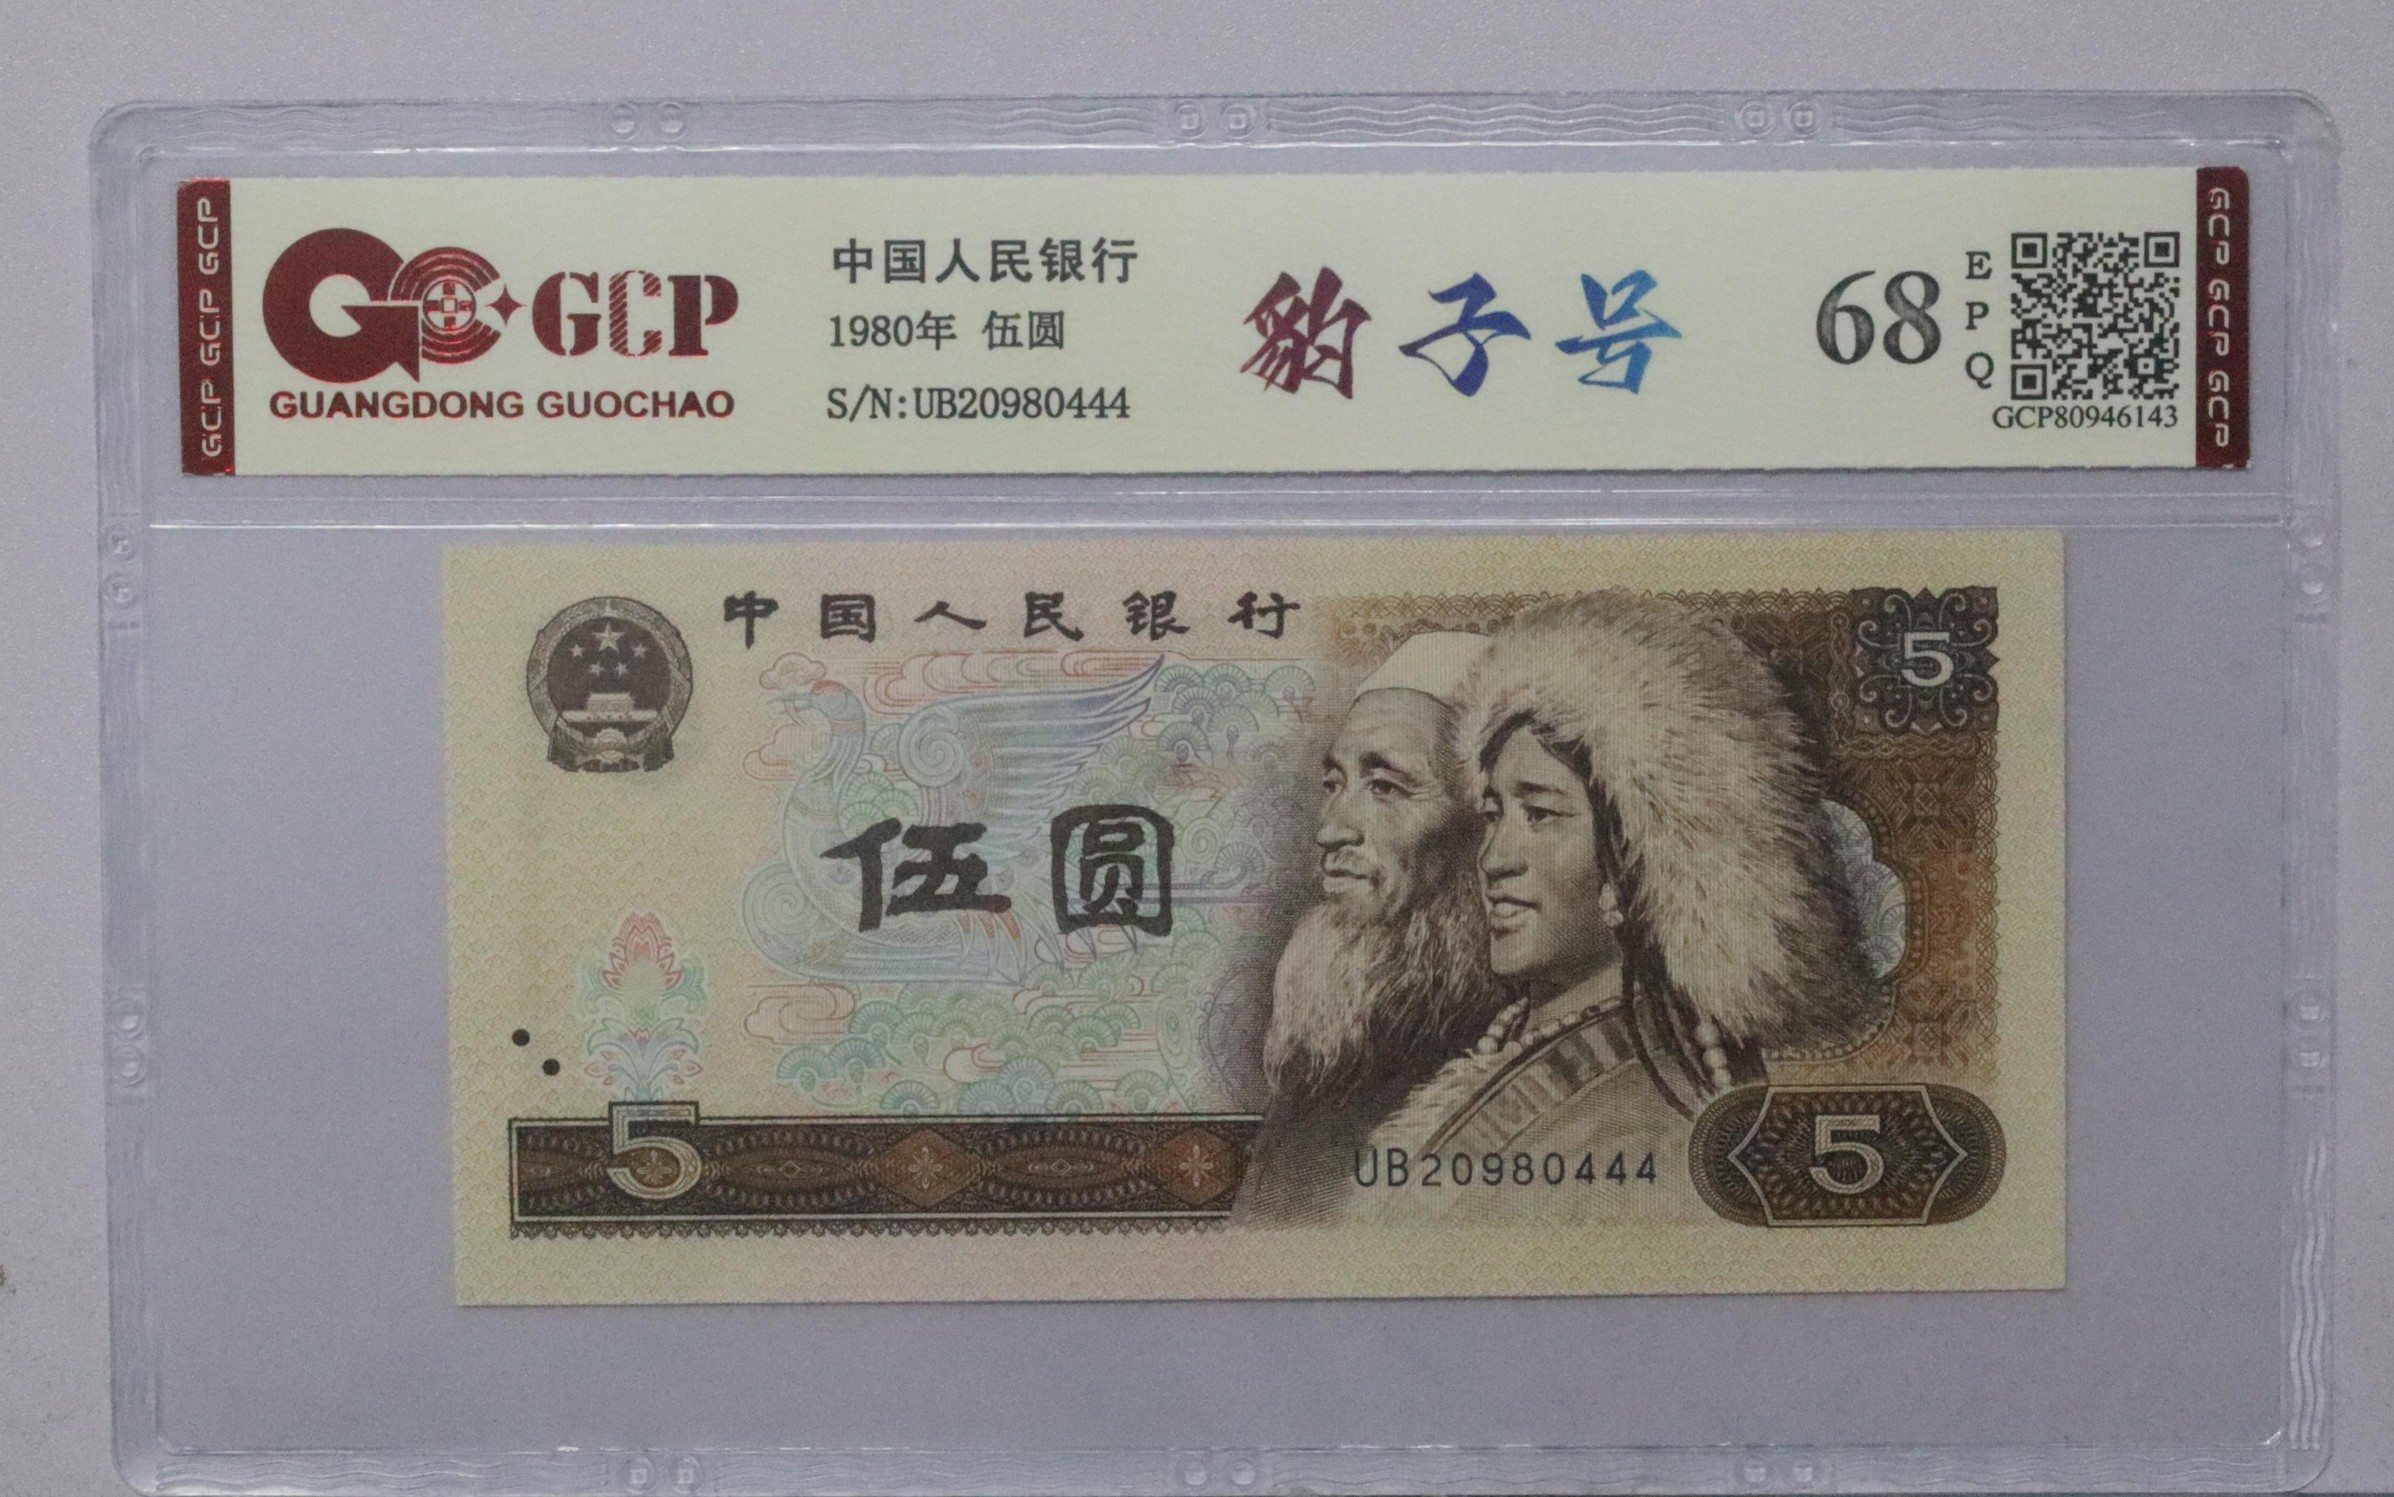 GCP GCP GCP
GCP
GUANGDONG GUOCHAO
中国人民银行
1980年 伍圆
S/N:UB20980444
豹子号
68
E
P
Q
GCP80946143
GCP GCP GCP
中国人民银行
5
伍圆
5
UB20980444
5